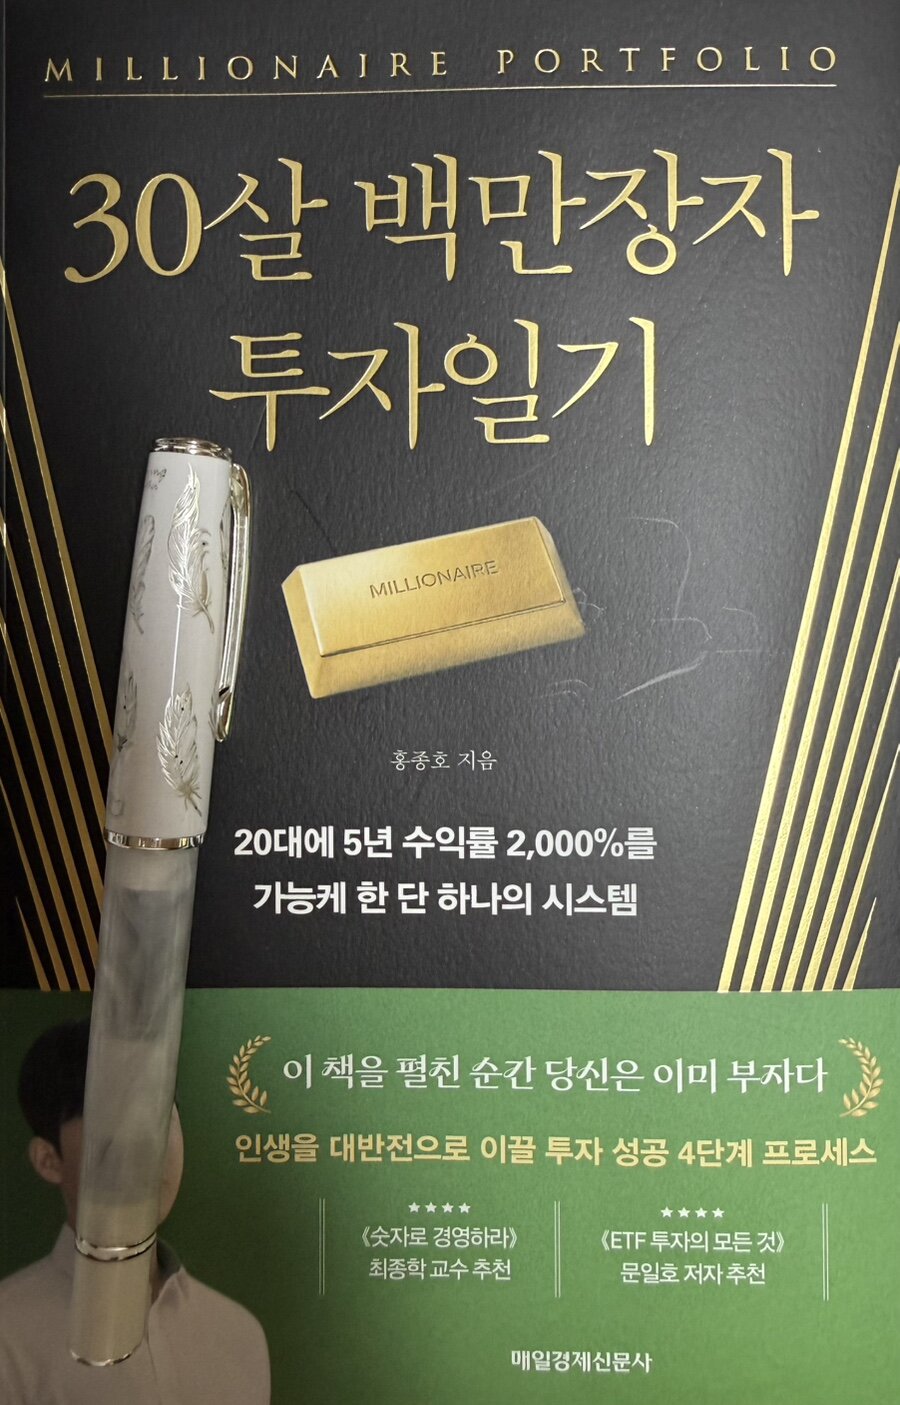 MILLIONAIRE PORTFOLIO
30살 백만장자
투자일기
MILLIONAIRE
홍종호 지음
20대에 5년 수익률 2,000%를
가능케 한 단 하나의 시스템
이 책을 펼친 순간 당신은 이미 부자다
인생을 대반전으로 이끌 투자 성공 4단계 프로세스
《숫자로 경영하라》
최종학 교수 추천
《ETF 투자의 모든 것》
문일호 저자 추천
매일경제신문사